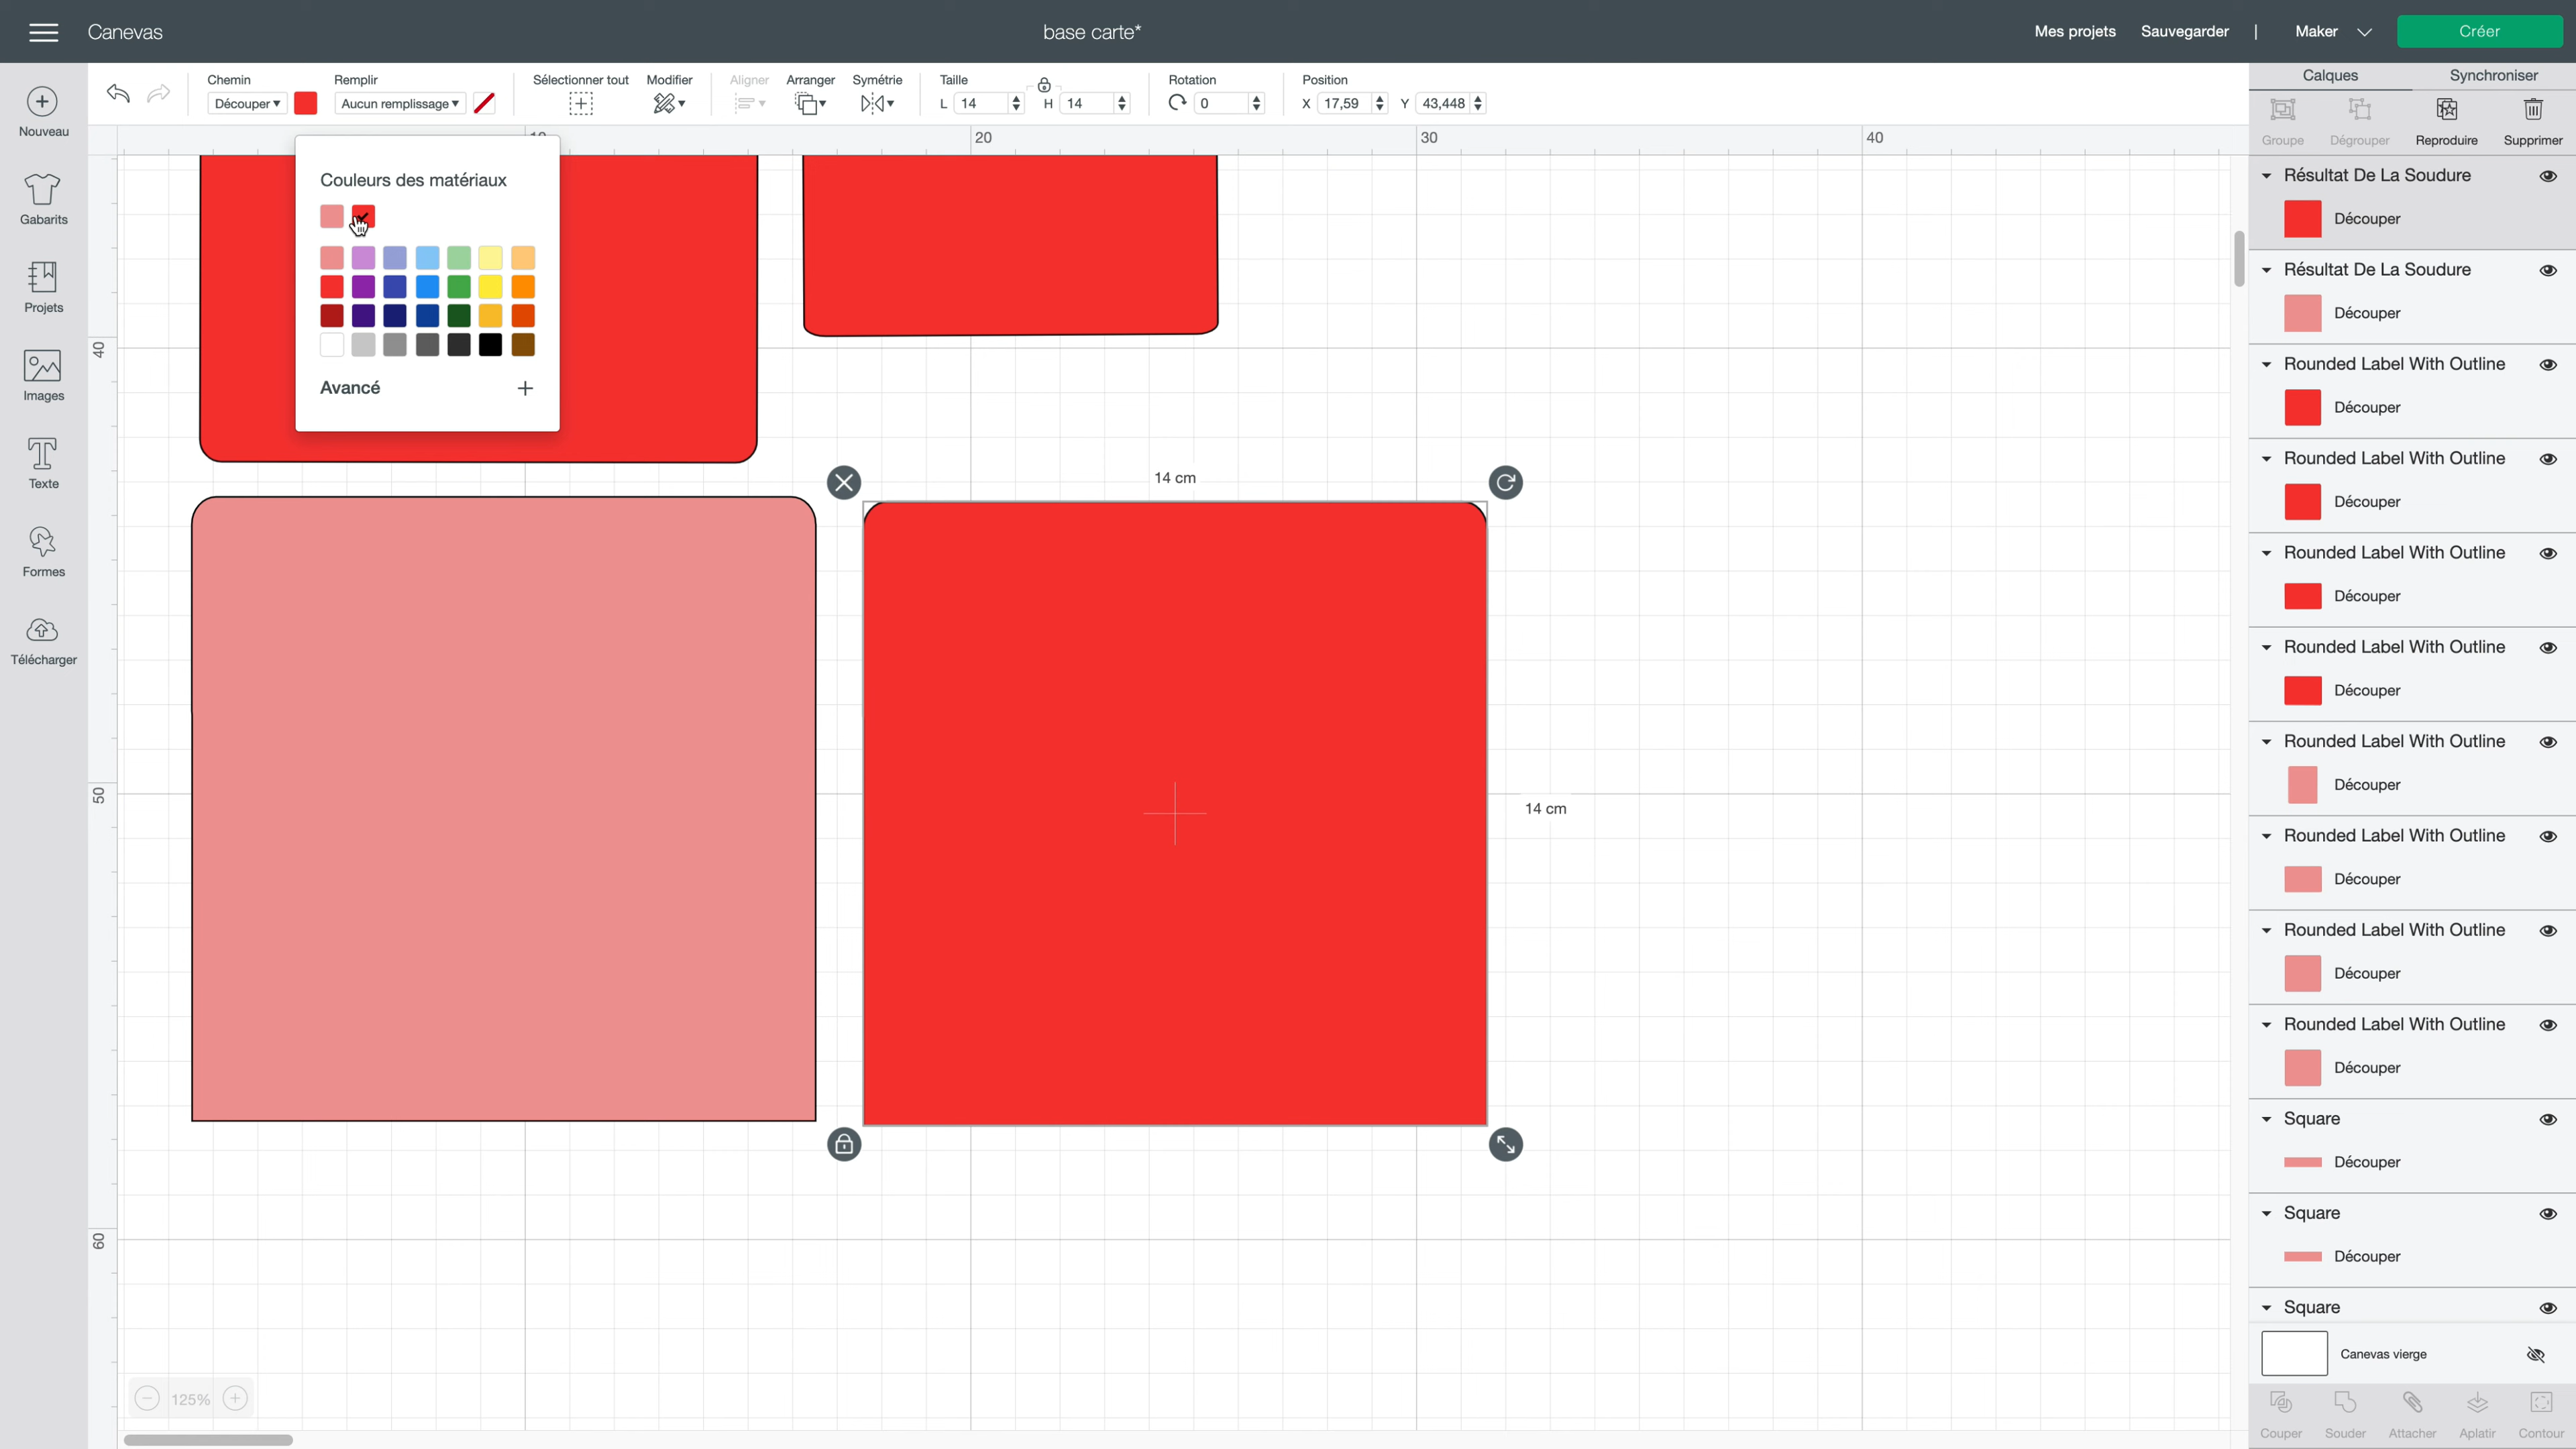 Canevas
base carte*
Mes projets
Sauvegarder
|
Maker
Créer
Chemin
Découper
Remplir
Aucun remplissage
Sélectionner tout
Modifier
Aligner
Arranger
Symétrie
Taille
L 14
H 14
Rotation
0
Position
X 17,59
Y 43,448
Calques
Synchroniser
Groupe
Dégrouper
Reproduire
Supprimer
Nouveau
Gabarits
Projets
Images
Texte
Formes
Télécharger
20
30
40
40
50
60
Couleurs des matériaux
Avancé
14 cm
14 cm
125%
Résultat De La Soudure
Découper
Résultat De La Soudure
Découper
Rounded Label With Outline
Découper
Rounded Label With Outline
Découper
Rounded Label With Outline
Découper
Rounded Label With Outline
Découper
Rounded Label With Outline
Découper
Rounded Label With Outline
Découper
Rounded Label With Outline
Découper
Rounded Label With Outline
Découper
Square
Découper
Square
Découper
Square
Canevas vierge
Couper
Souder
Attacher
Aplatir
Contour